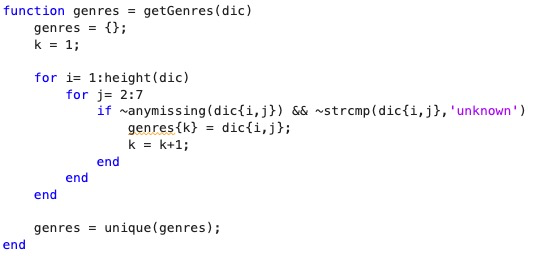 function genres = getGenres(dic)
    genres = {};
    k = 1;

    for i= 1:height(dic)
        for j= 2:7
            if ~anymissing(dic{i,j}) && ~strcmp(dic{i,j},'unknown')
                genres{k} = dic{i,j};
                k = k+1;
            end
        end
    end

    genres = unique(genres);
end